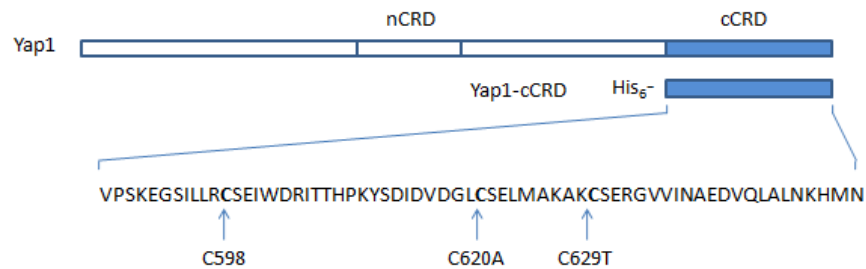 nCRD cCRD
Yap1
Yap1-cCRD His₆-
VPSKEGSILLRCSEIWDRITTHPKYSDIDVDGLCSELMAKAKCSERGVVINAEDVQLALNKHMN
C598 C620A C629T